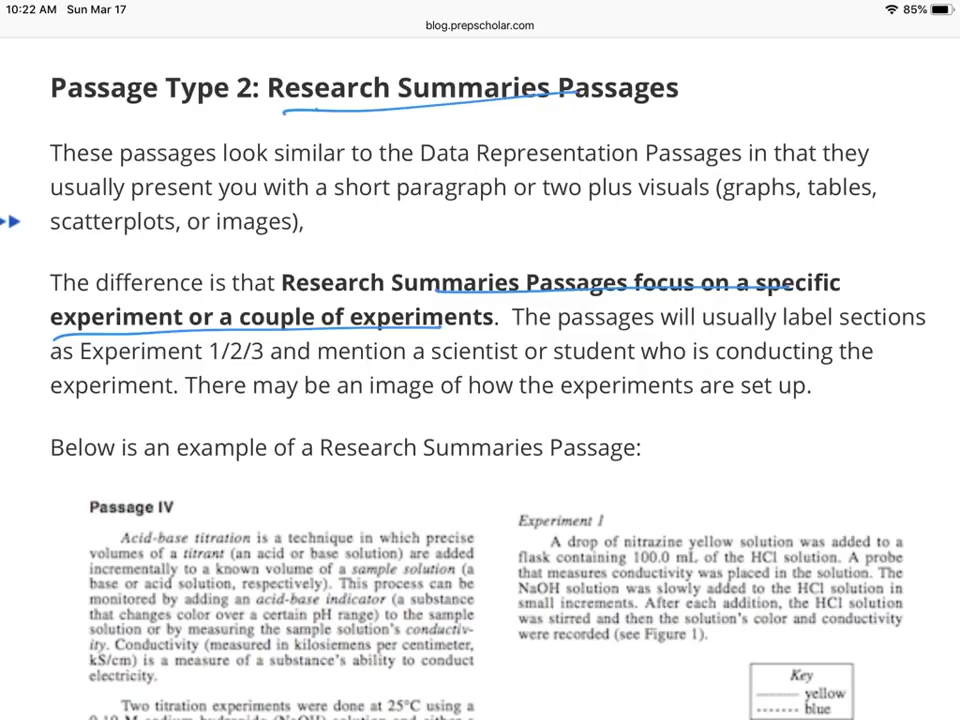 10:22 AM Sun Mar 17
85%
blog.prepscholar.com
Passage Type 2: Research Summaries Passages
These passages look similar to the Data Representation Passages in that they
usually present you with a short paragraph or two plus visuals (graphs, tables,
scatterplots, or images),
The difference is that Research Summaries Passages focus on a specific
experiment or a couple of experiments. The passages will usually label sections
as Experiment 1/2/3 and mention a scientist or student who is conducting the
experiment. There may be an image of how the experiments are set up.
Below is an example of a Research Summaries Passage:
Passage IV
Acid-base titration is a technique in which precise
volumes of a titrant (an acid or base solution) are added
incrementally to a known volume of a sample solution (a
base or acid solution, respectively). This process can be
monitored by adding an acid-base indicator (a substance
that changes color over a certain pH range) to the sample
solution or by measuring the sample solution's conductiv-
ity. Conductivity (measured in kilosiemens per centimeter,
kS/cm) is a measure of a substance's ability to conduct
electricity.
Two titration experiments were done at 25°C using a
Experiment 1
A drop of nitrazine yellow solution was added to a
flask containing 100.0 mL of the HCl solution. A probe
that measures conductivity was placed in the solution. The
NaOH solution was slowly added to the HCl solution in
small increments. After each addition, the HCl solution
was stirred and then the solution's color and conductivity
were recorded (see Figure 1).
Key
yellow
blue